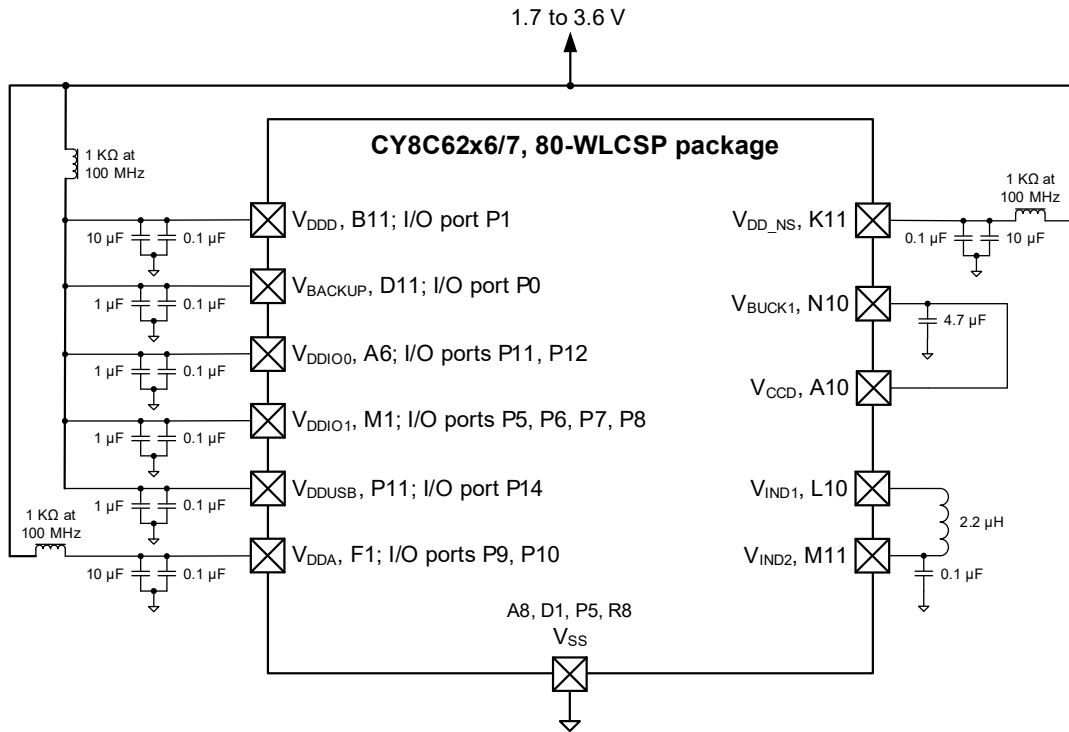 1.7 to 3.6 V
CY8C62x6/7, 80-WLCSP package
1 KΩ at
100 MHz
1 KΩ at
100 MHz
VDDD, B11; I/O port P1
10 µF
0.1 µF
VDD_NS, K11
0.1 µF
10 µF
VBACKUP, D11; I/O port P0
1 µF
0.1 µF
VBUCK1, N10
4.7 µF
VDDIO0, A6; I/O ports P11, P12
1 µF
0.1 µF
VCCD, A10
VDDIO1, M1; I/O ports P5, P6, P7, P8
1 µF
0.1 µF
VDDUSB, P11; I/O port P14
1 µF
0.1 µF
VIND1, L10
2.2 µH
1 KΩ at
100 MHz
VDDA, F1; I/O ports P9, P10
10 µF
0.1 µF
VIND2, M11
0.1 µF
A8, D1, P5, R8
VSS